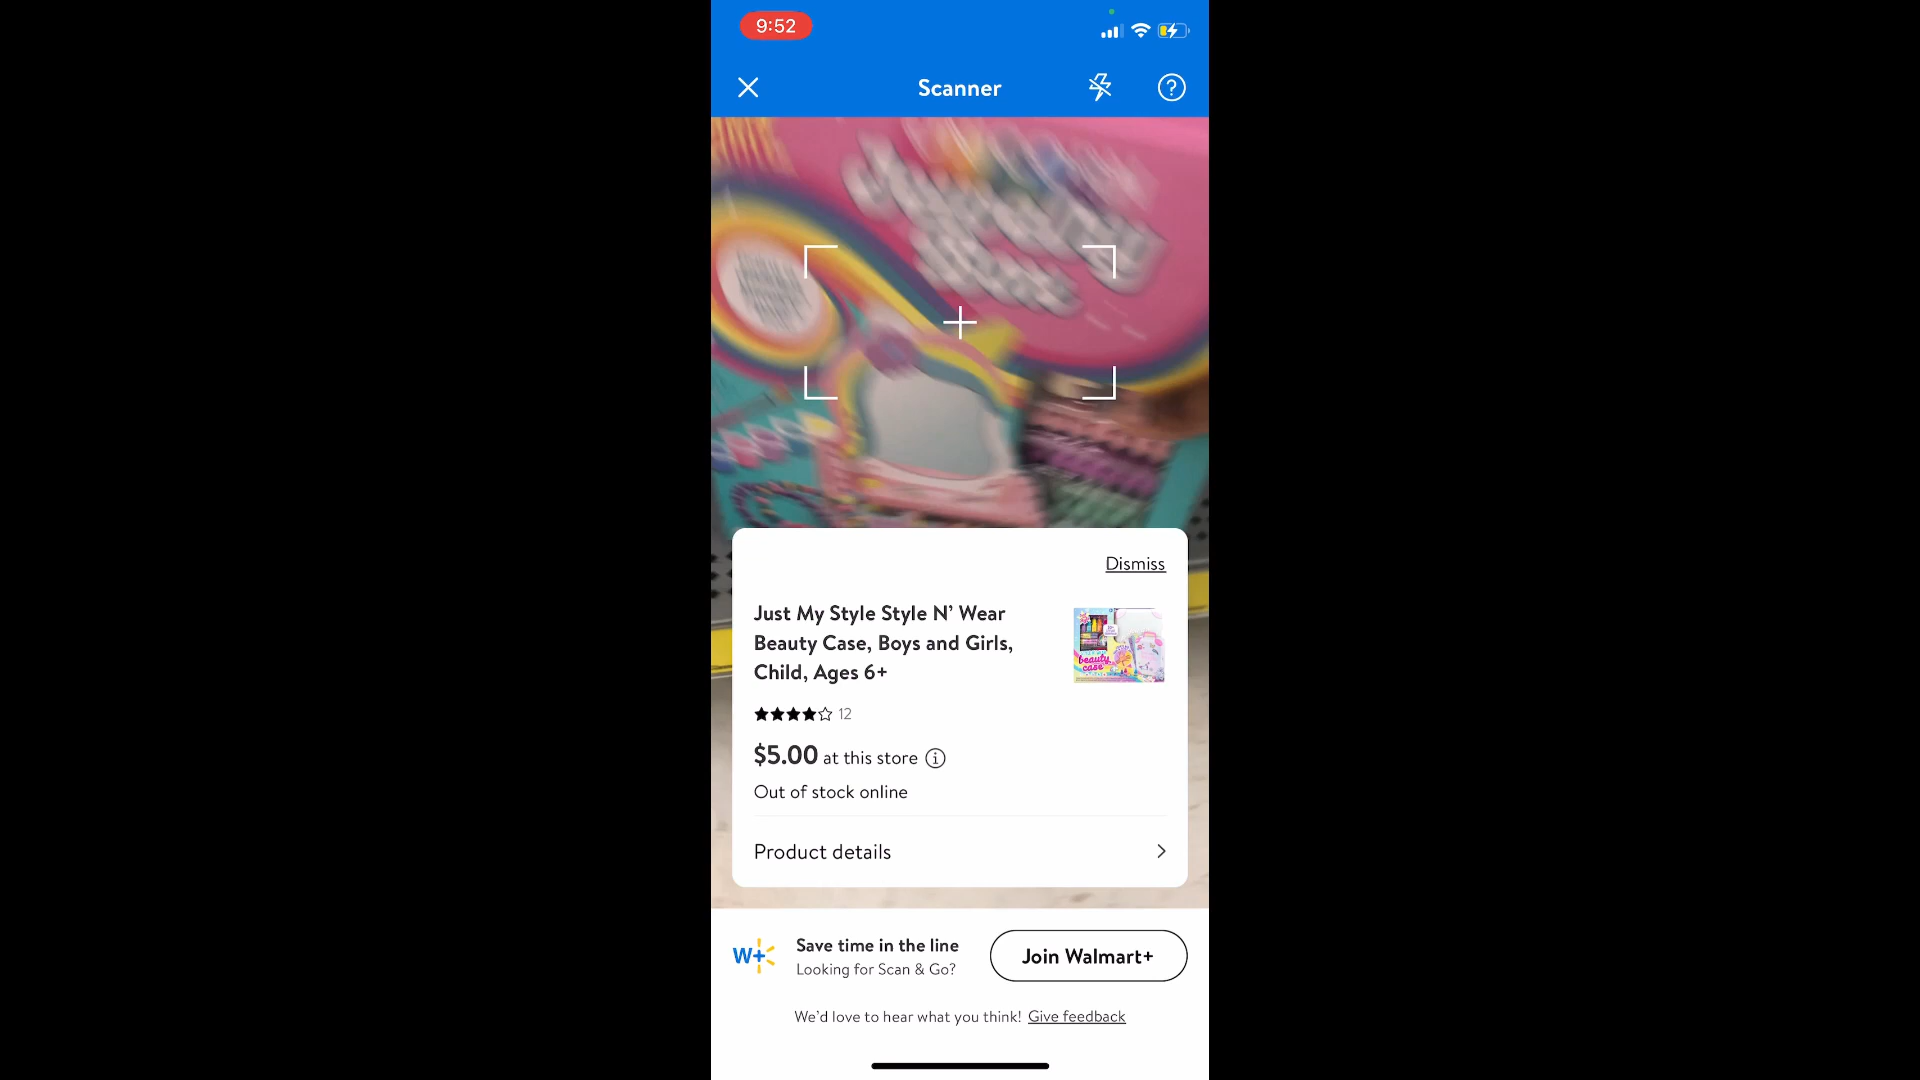 9:52
Scanner
Dismiss
Just My Style Style N’ Wear
Beauty Case, Boys and Girls,
Child, Ages 6+
12
$5.00 at this store
Out of stock online
Product details
W+
Save time in the line
Looking for Scan & Go?
Join Walmart+
We’d love to hear what you think! Give feedback